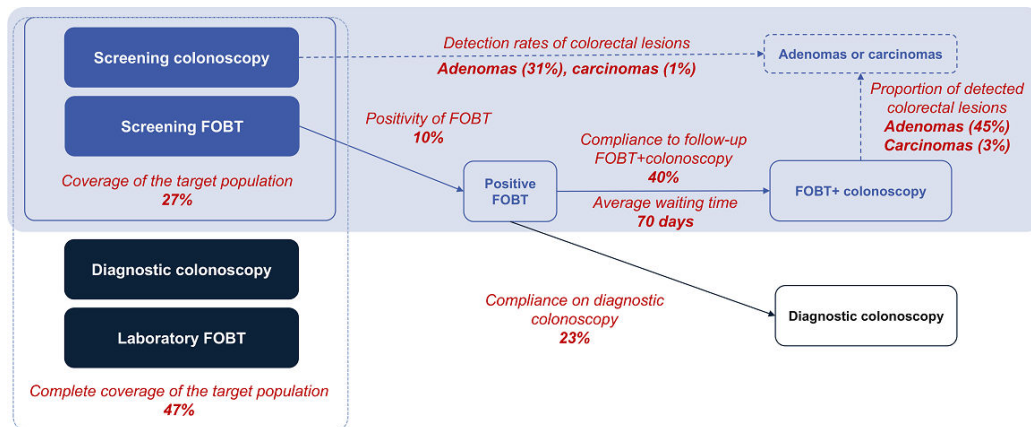 Screening colonoscopy
Detection rates of colorectal lesions
Adenomas (31%), carcinomas (1%)
Adenomas or carcinomas
Screening FOBT
Positivity of FOBT
10%
Proportion of detected
colorectal lesions
Adenomas (45%)
Carcinomas (3%)
Coverage of the target population
27%
Positive
FOBT
Compliance to follow-up
FOBT+colonoscopy
40%
Average waiting time
70 days
FOBT+ colonoscopy
Diagnostic colonoscopy
Laboratory FOBT
Compliance on diagnostic
colonoscopy
23%
Diagnostic colonoscopy
Complete coverage of the target population
47%